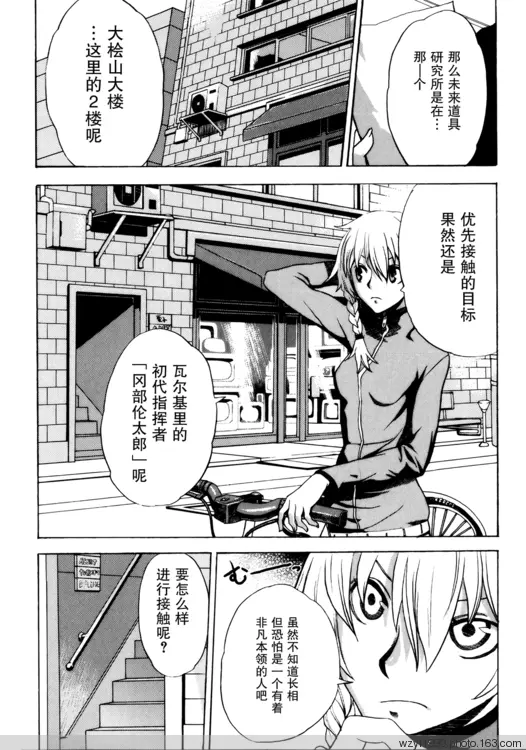 那么未来道具
研究所是在…
那—个
大桧山大楼
…这里的2楼呢
优先接触的目标
果然还是
瓦尔基里的
初代指挥者
「冈部伦太郎」呢
要怎么样
进行接触呢？
む—っ
虽然不知道长相
但恐怕是一个有着
非凡本领的人吧